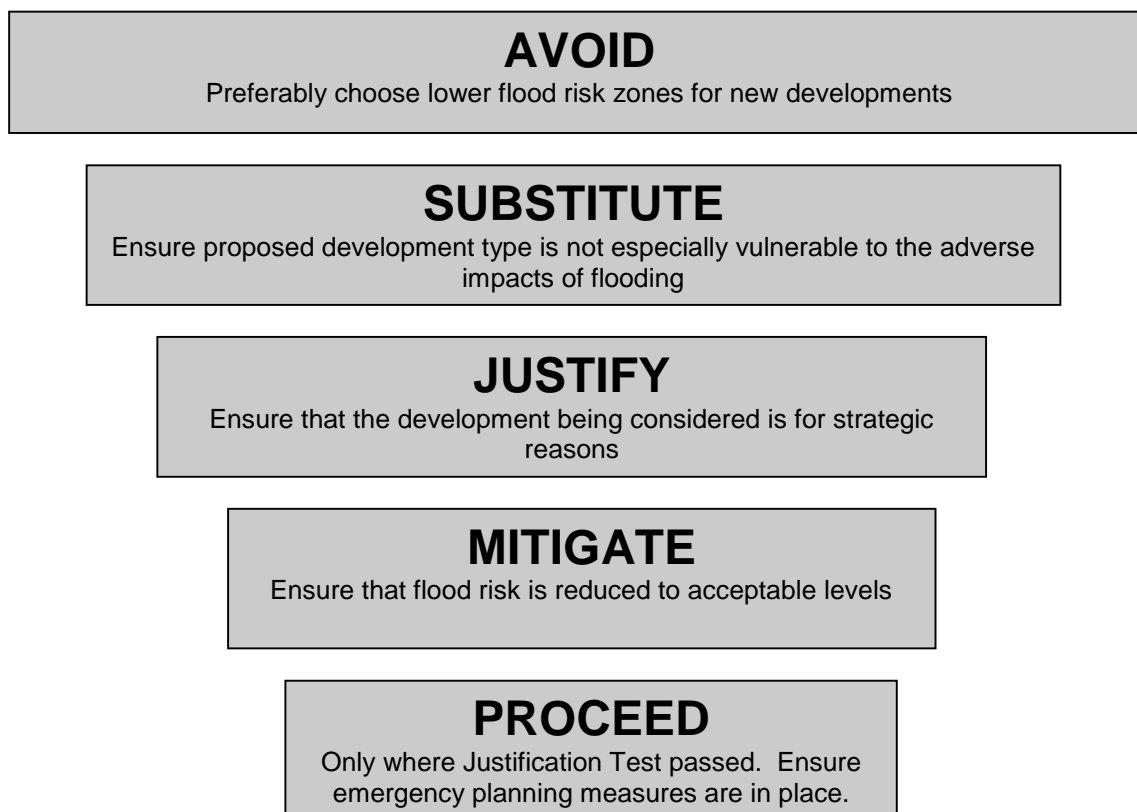 AVOID
Preferably choose lower flood risk zones for new developments
SUBSTITUTE
Ensure proposed development type is not especially vulnerable to the adverse
impacts of flooding
JUSTIFY
Ensure that the development being considered is for strategic
reasons
MITIGATE
Ensure that flood risk is reduced to acceptable levels
PROCEED
Only where Justification Test passed.  Ensure
emergency planning measures are in place.